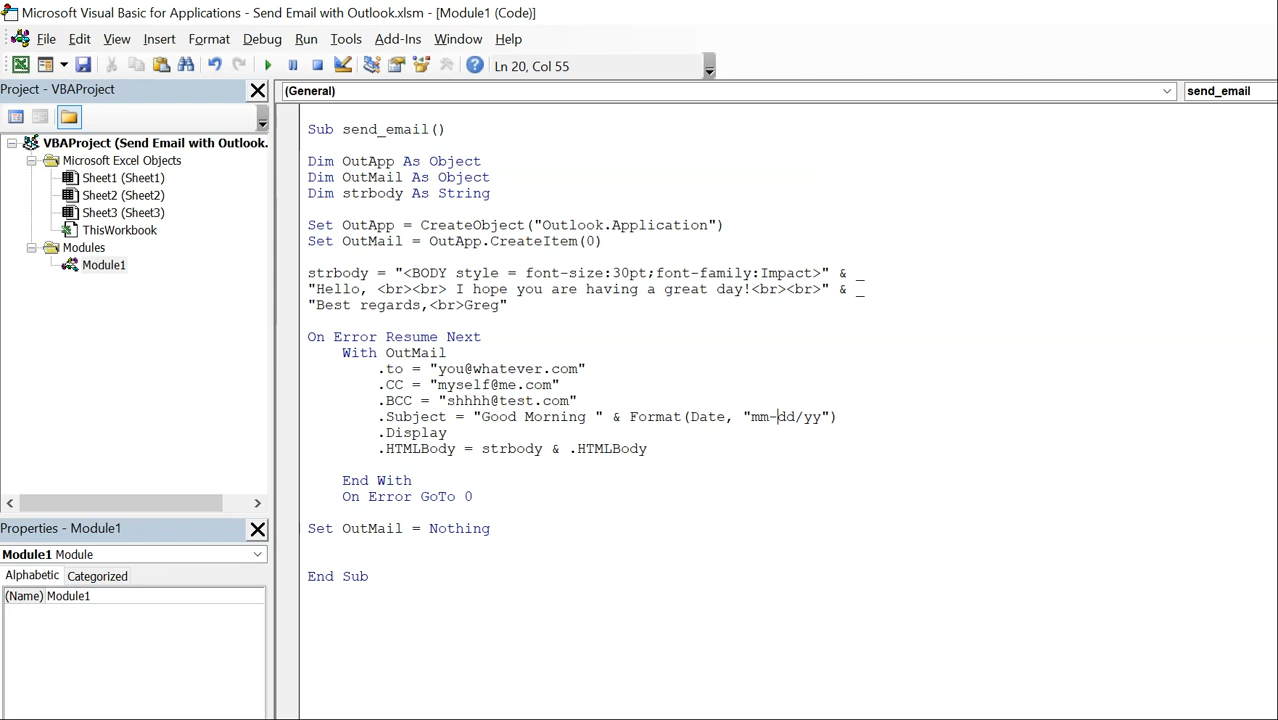 Microsoft Visual Basic for Applications - Send Email with Outlook.xlsm - [Module1 (Code)]
File Edit View Insert Format Debug Run Tools Add-Ins Window Help
Ln 20, Col 55
Project - VBAProject
(General)
send_email
VBAProject (Send Email with Outlook.
Microsoft Excel Objects
Sheet1 (Sheet1)
Sheet2 (Sheet2)
Sheet3 (Sheet3)
ThisWorkbook
Modules
Module1
Properties - Module1
Module1 Module
Alphabetic Categorized
(Name) Module1
Sub send_email()
Dim OutApp As Object
Dim OutMail As Object
Dim strbody As String
Set OutApp = CreateObject("Outlook.Application")
Set OutMail = OutApp.CreateItem(0)
strbody = "<BODY style = font-size:30pt;font-family:Impact>" & _
"Hello, <br><br> I hope you are having a great day!<br><br>" & _
"Best regards,<br>Greg"
On Error Resume Next
With OutMail
.to = "you@whatever.com"
.CC = "myself@me.com"
.BCC = "shhhh@test.com"
.Subject = "Good Morning " & Format(Date, "mm-dd/yy")
.Display
.HTMLBody = strbody & .HTMLBody
End With
On Error GoTo 0
Set OutMail = Nothing
End Sub